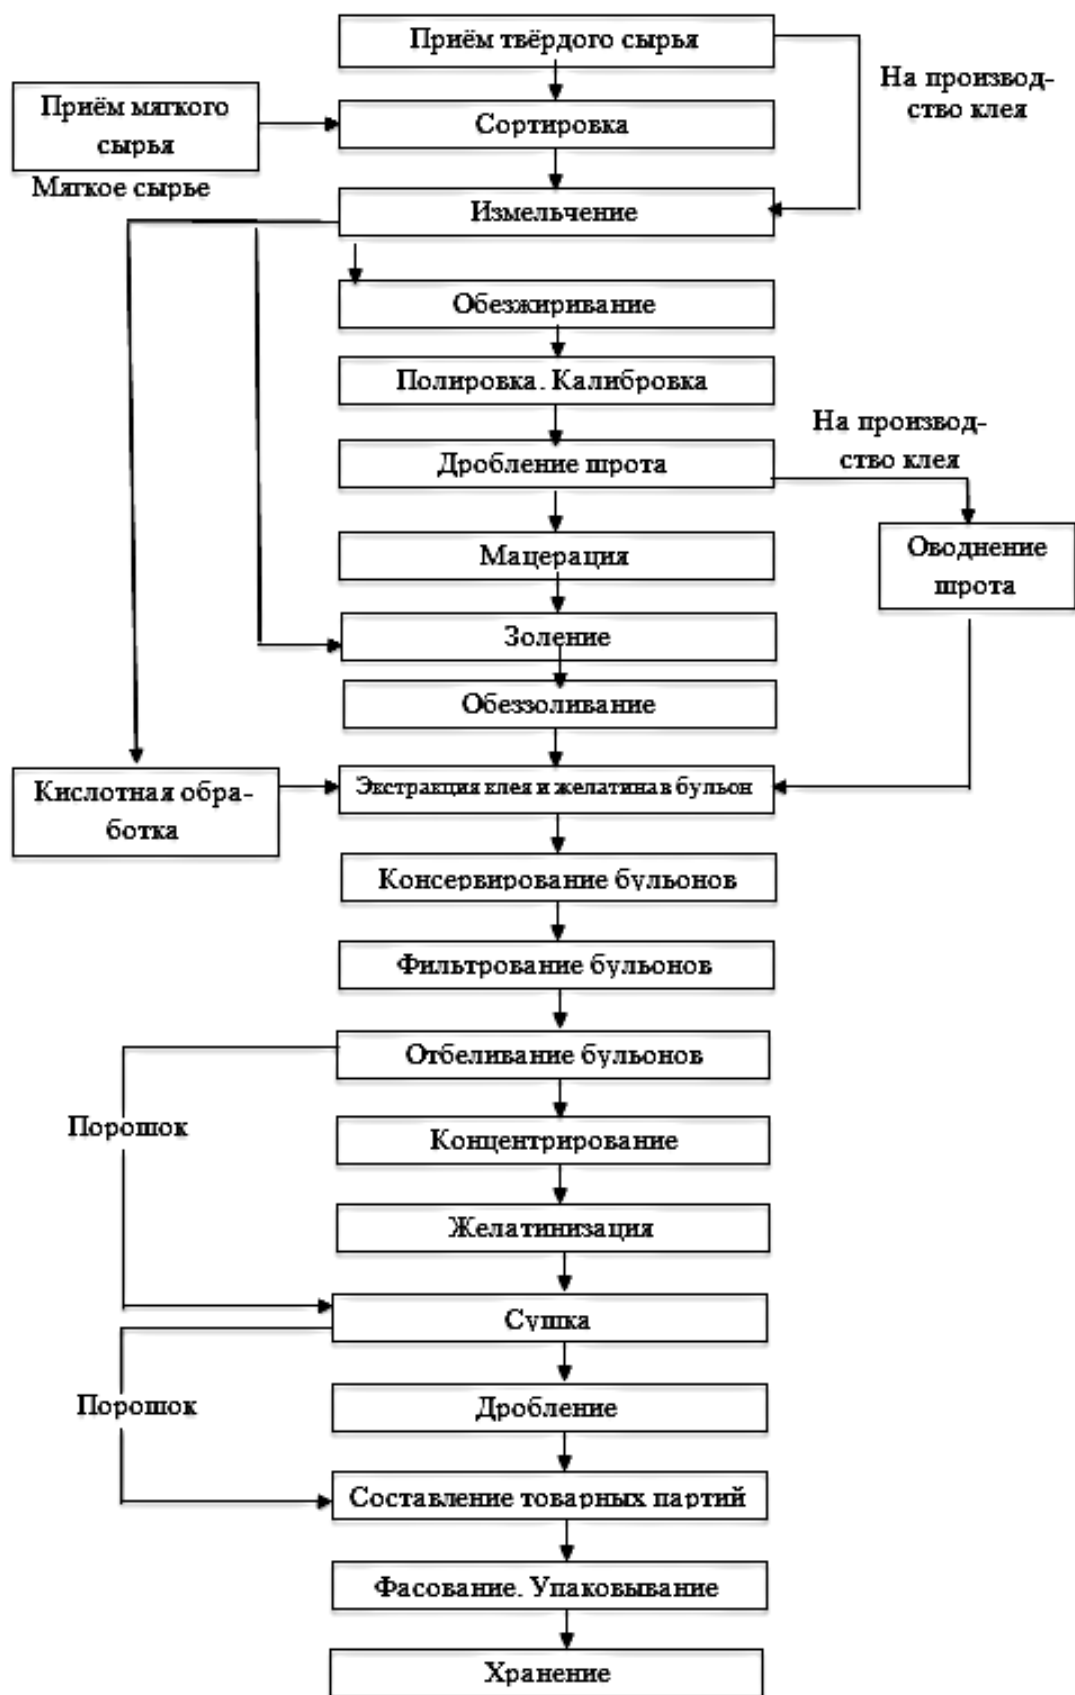 Приём твёрдого сырья
На производ-
ство клея
Приём мягкого
сырья
Сортировка
Мягкое сырье
Измельчение
Обезжиривание
Полировка. Калибровка
На производ-
ство клея
Дробление шрота
Оводнение
шрота
Мацерация
Золение
Обеззоливание
Кислотная обра-
ботка
Экстракция клея и желатинав бульон
Консервирование бульонов
Фильтрование бульонов
Отбеливание бульонов
Порошок
Концентрирование
Желатинизация
Сушка
Порошок
Дробление
Составление товарных партий
Фасование. Упаковывание
Хранение